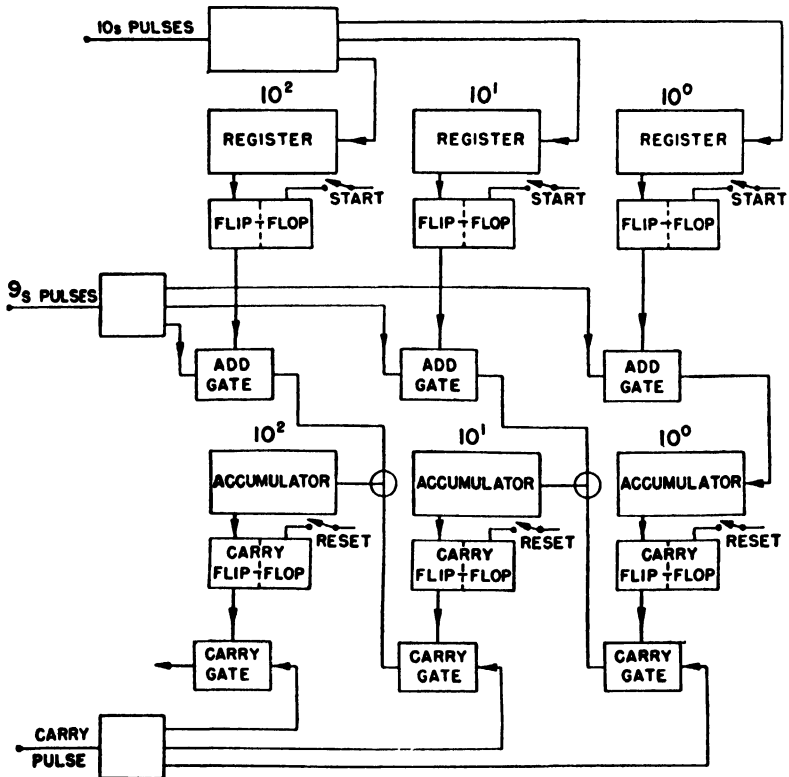 10s PULSES
10² 10¹ 10⁰
REGISTER REGISTER REGISTER
START START START
FLIP-FLOP FLIP-FLOP FLIP-FLOP
9s PULSES
ADD GATE ADD GATE ADD GATE
10² 10¹ 10⁰
ACCUMULATOR ACCUMULATOR ACCUMULATOR
RESET RESET RESET
CARRY FLIP-FLOP CARRY FLIP-FLOP CARRY FLIP-FLOP
CARRY GATE CARRY GATE CARRY GATE
CARRY
PULSE